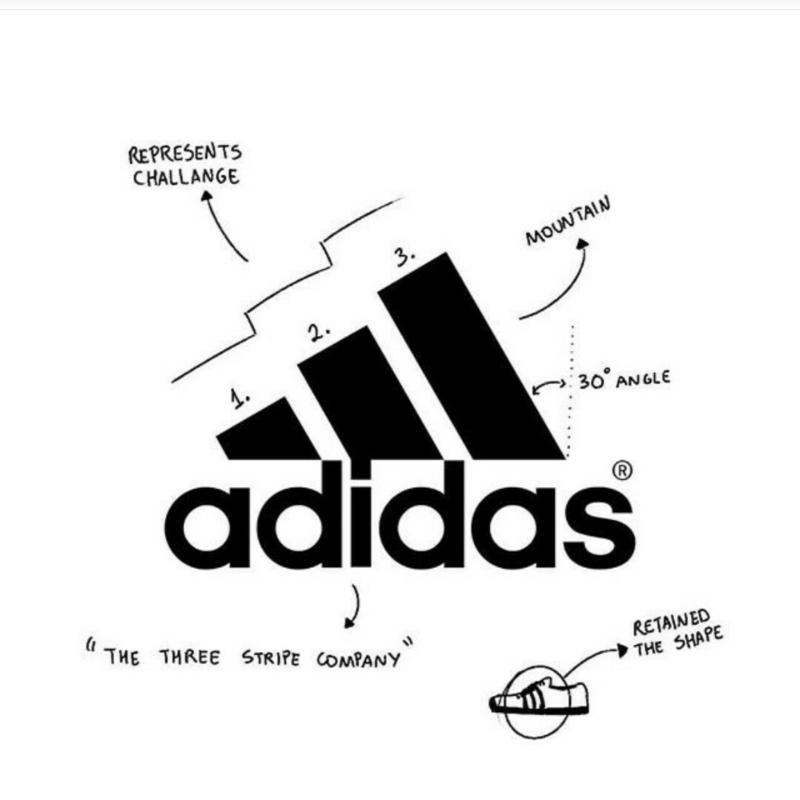 REPRESENTS
CHALLANGE
MOUNTAIN
3.
2.
1.
30° ANGLE
adidas®
"THE THREE STRIPE COMPANY"
RETAINED
THE SHAPE